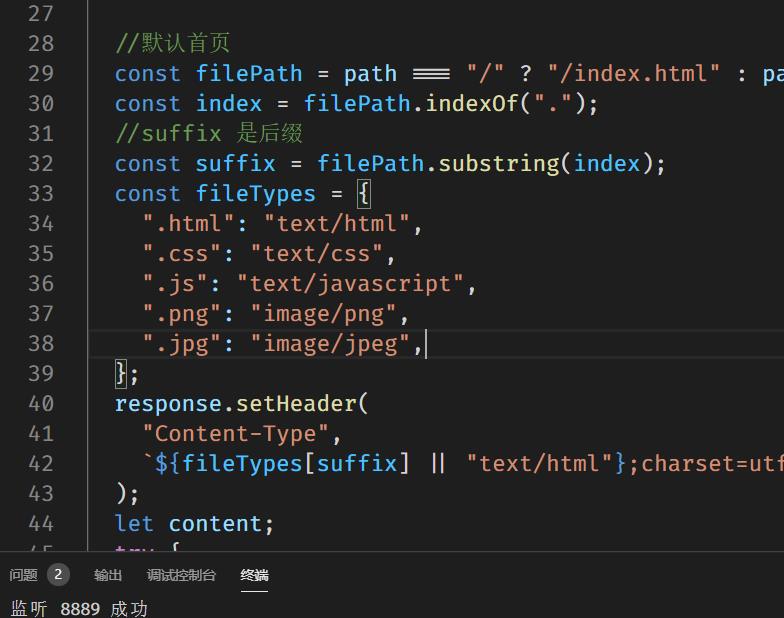 27
28 //默认首页
29 const filePath = path === "/" ? "/index.html" : pa
30 const index = filePath.indexOf(".");
31 //suffix 是后缀
32 const suffix = filePath.substring(index);
33 const fileTypes = {
34 ".html": "text/html",
35 ".css": "text/css",
36 ".js": "text/javascript",
37 ".png": "image/png",
38 ".jpg": "image/jpeg",
39 };
40 response.setHeader(
41 "Content-Type",
42 `${fileTypes[suffix] || "text/html"};charset=utf
43 );
44 let content;
45 try {
问题 2 输出 调试控制台 终端
监听 8889 成功